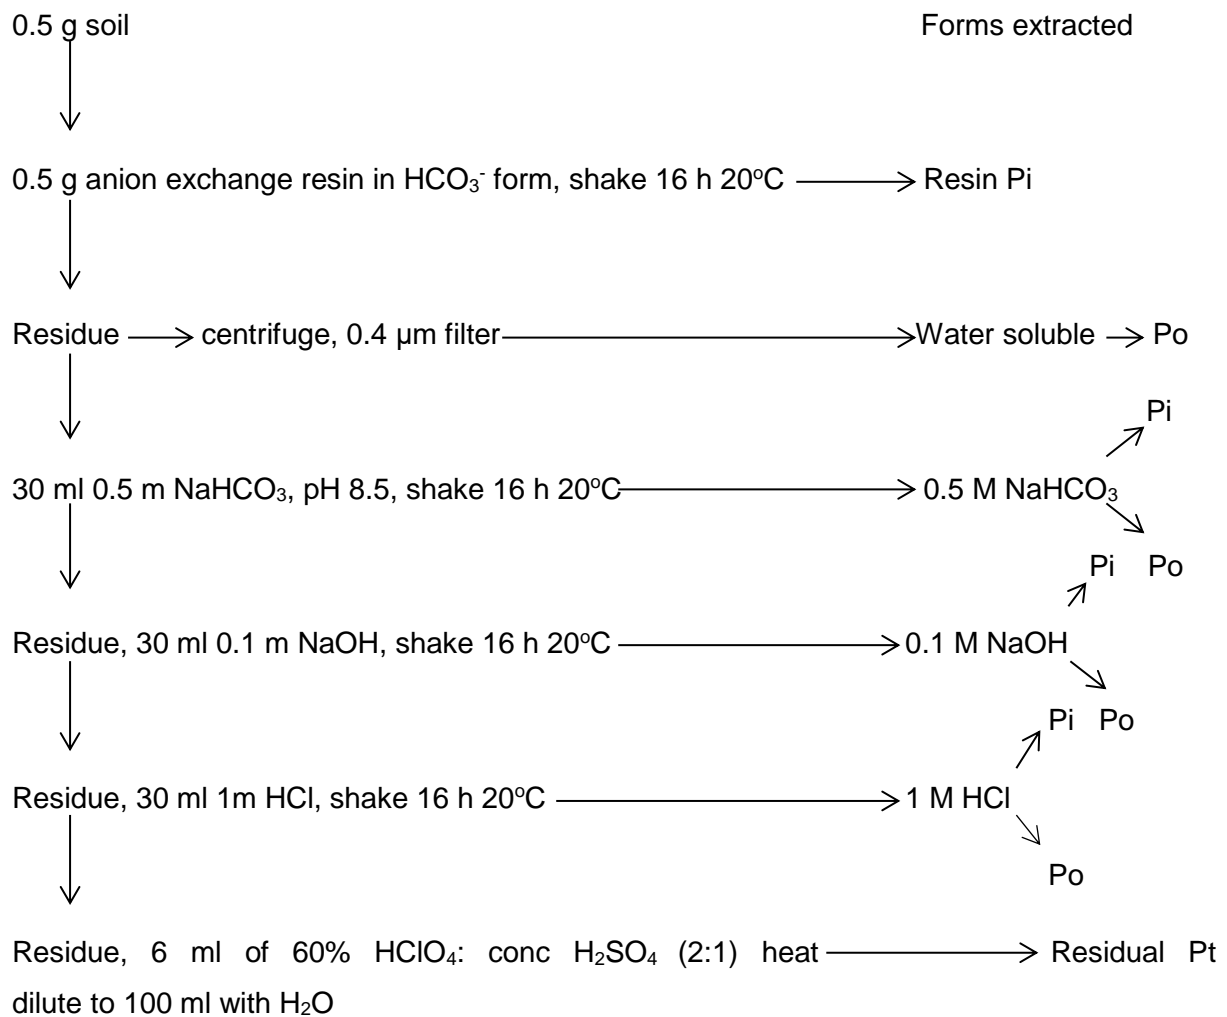 0.5 g soil Forms extracted
0.5 g anion exchange resin in HCO₃⁻ form, shake 16 h 20°C Resin Pi
Residue centrifuge, 0.4 µm filter Water soluble Po
Pi
30 ml 0.5 m NaHCO₃, pH 8.5, shake 16 h 20°C 0.5 M NaHCO₃
Pi Po
Residue, 30 ml 0.1 m NaOH, shake 16 h 20°C 0.1 M NaOH
Pi Po
Residue, 30 ml 1m HCl, shake 16 h 20°C 1 M HCl
Po
Residue, 6 ml of 60% HClO₄: conc H₂SO₄ (2:1) heat Residual Pt
dilute to 100 ml with H₂O